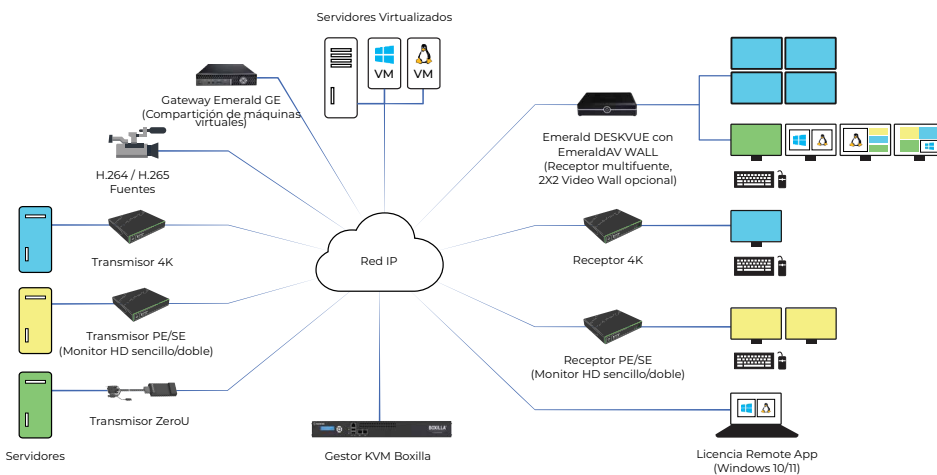 Servidores Virtualizados
VM
VM
Gateway Emerald GE
(Compartición de máquinas
virtuales)
H.264 / H.265
Fuentes
Transmisor 4K
Transmisor PE/SE
(Monitor HD sencillo/doble)
Transmisor ZeroU
Servidores
Red IP
Gestor KVM Boxilla
BOXILLA
Emerald DESKVUE con
EmeraldAV WALL
(Receptor multifuente,
2X2 Video Wall opcional)
Receptor 4K
Receptor PE/SE
(Monitor HD sencillo/doble)
Licencia Remote App
(Windows 10/11)